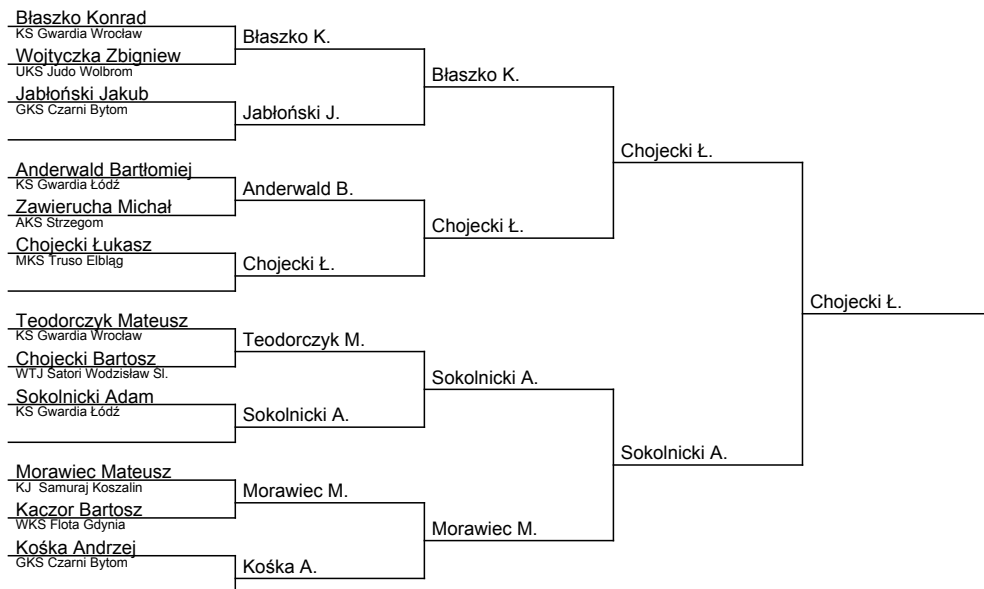 Błaszko Konrad
KS Gwardia Wrocław
Wojtyczka Zbigniew
UKS Judo Wolbrom
Jabłoński Jakub
GKS Czarni Bytom
Anderwald Bartłomiej
KS Gwardia Łódź
Zawierucha Michał
AKS Strzegom
Chojecki Łukasz
MKS Truso Elbląg
Teodorczyk Mateusz
KS Gwardia Wrocław
Chojecki Bartosz
WTJ Satori Wodzisław Śl.
Sokolnicki Adam
KS Gwardia Łódź
Morawiec Mateusz
KJ Samuraj Koszalin
Kaczor Bartosz
WKS Flota Gdynia
Kośka Andrzej
GKS Czarni Bytom
Błaszko K.
Jabłoński J.
Anderwald B.
Chojecki Ł.
Teodorczyk M.
Sokolnicki A.
Morawiec M.
Kośka A.
Błaszko K.
Chojecki Ł.
Sokolnicki A.
Morawiec M.
Chojecki Ł.
Sokolnicki A.
Chojecki Ł.